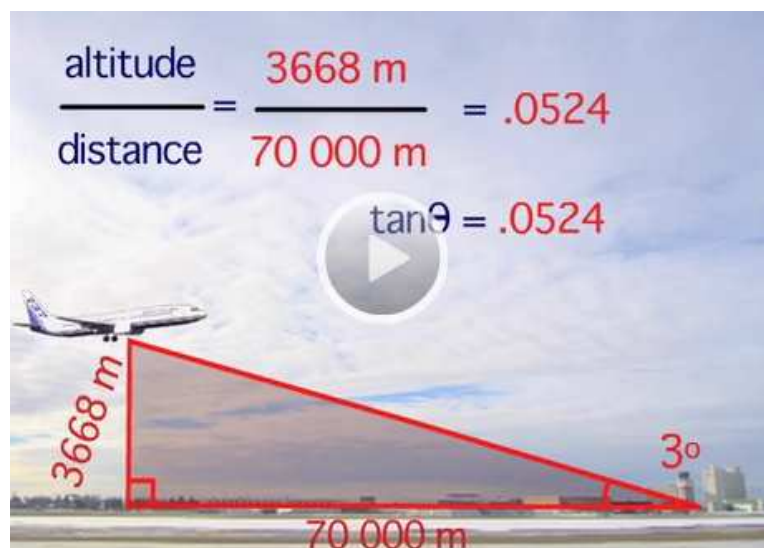 altitude
distance
=
3668 m
70 000 m
= .0524
tanθ = .0524
3668 m
3º
70 000 m